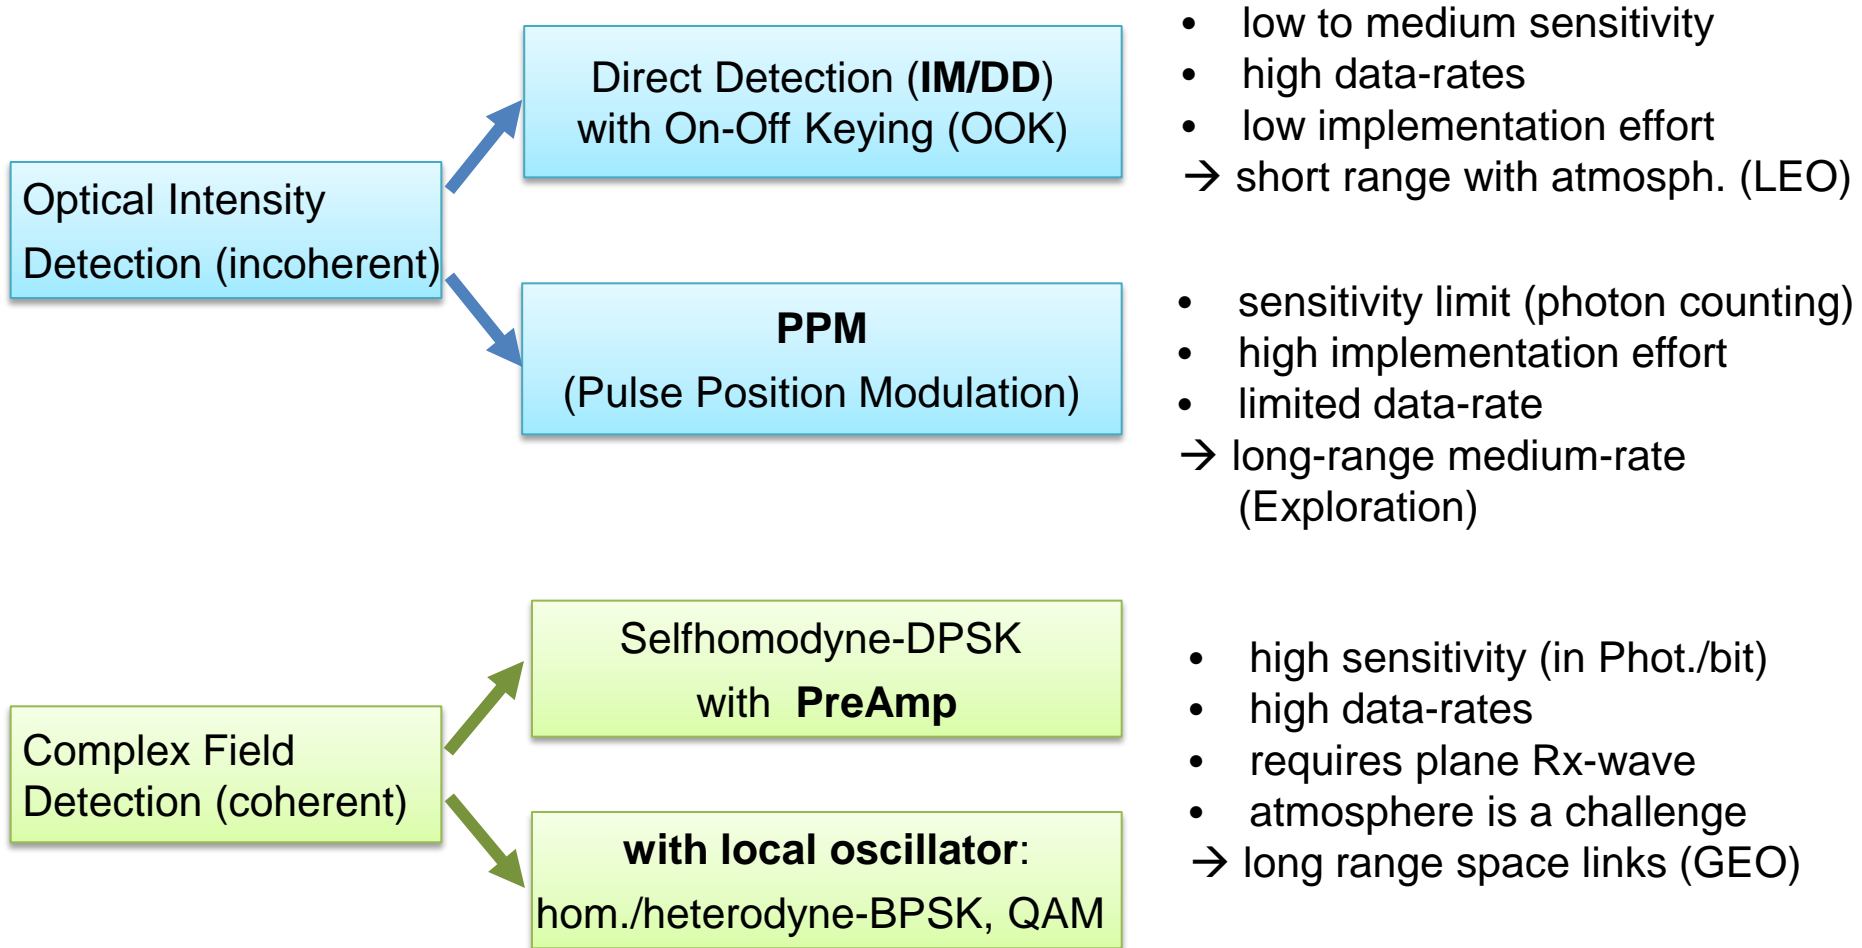 Optical Intensity
Detection (incoherent)
Direct Detection (IM/DD)
with On-Off Keying (OOK)
• low to medium sensitivity
• high data-rates
• low implementation effort
→ short range with atmosph. (LEO)
PPM
(Pulse Position Modulation)
• sensitivity limit (photon counting)
• high implementation effort
• limited data-rate
→ long-range medium-rate
(Exploration)
Complex Field
Detection (coherent)
Selfhomodyne-DPSK
with PreAmp
with local oscillator:
hom./heterodyne-BPSK, QAM
• high sensitivity (in Phot./bit)
• high data-rates
• requires plane Rx-wave
• atmosphere is a challenge
→ long range space links (GEO)